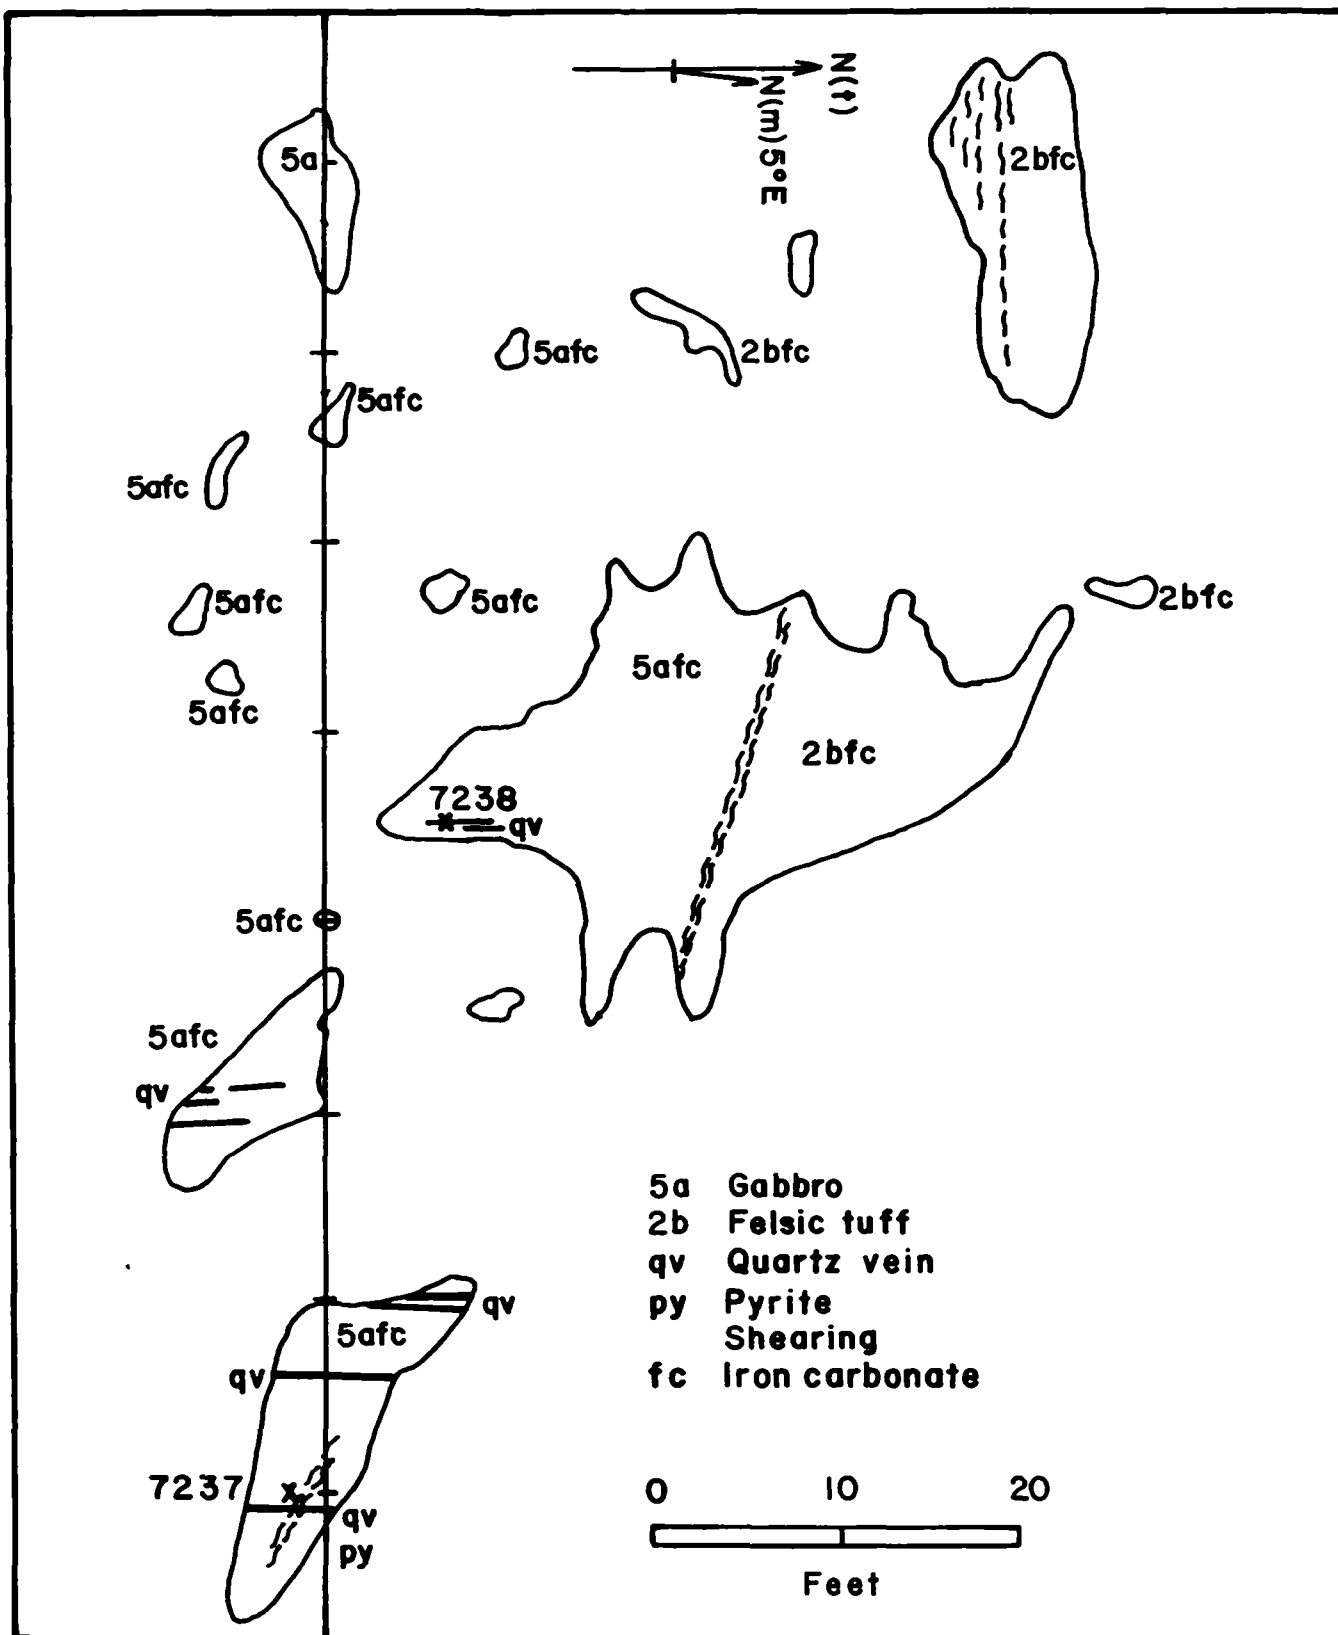 N(t)
N(m) 5°E
5a
2bfc
5afc
2bfc
5afc
5afc
5afc
5afc
2bfc
5afc
5afc
2bfc
7238
qv
5afc
5afc
qv
5a Gabbro
2b Felsic tuff
qv Quartz vein
py Pyrite
Shearing
fc Iron carbonate
qv
5afc
qv
7237
qv
py
0 10 20
Feet